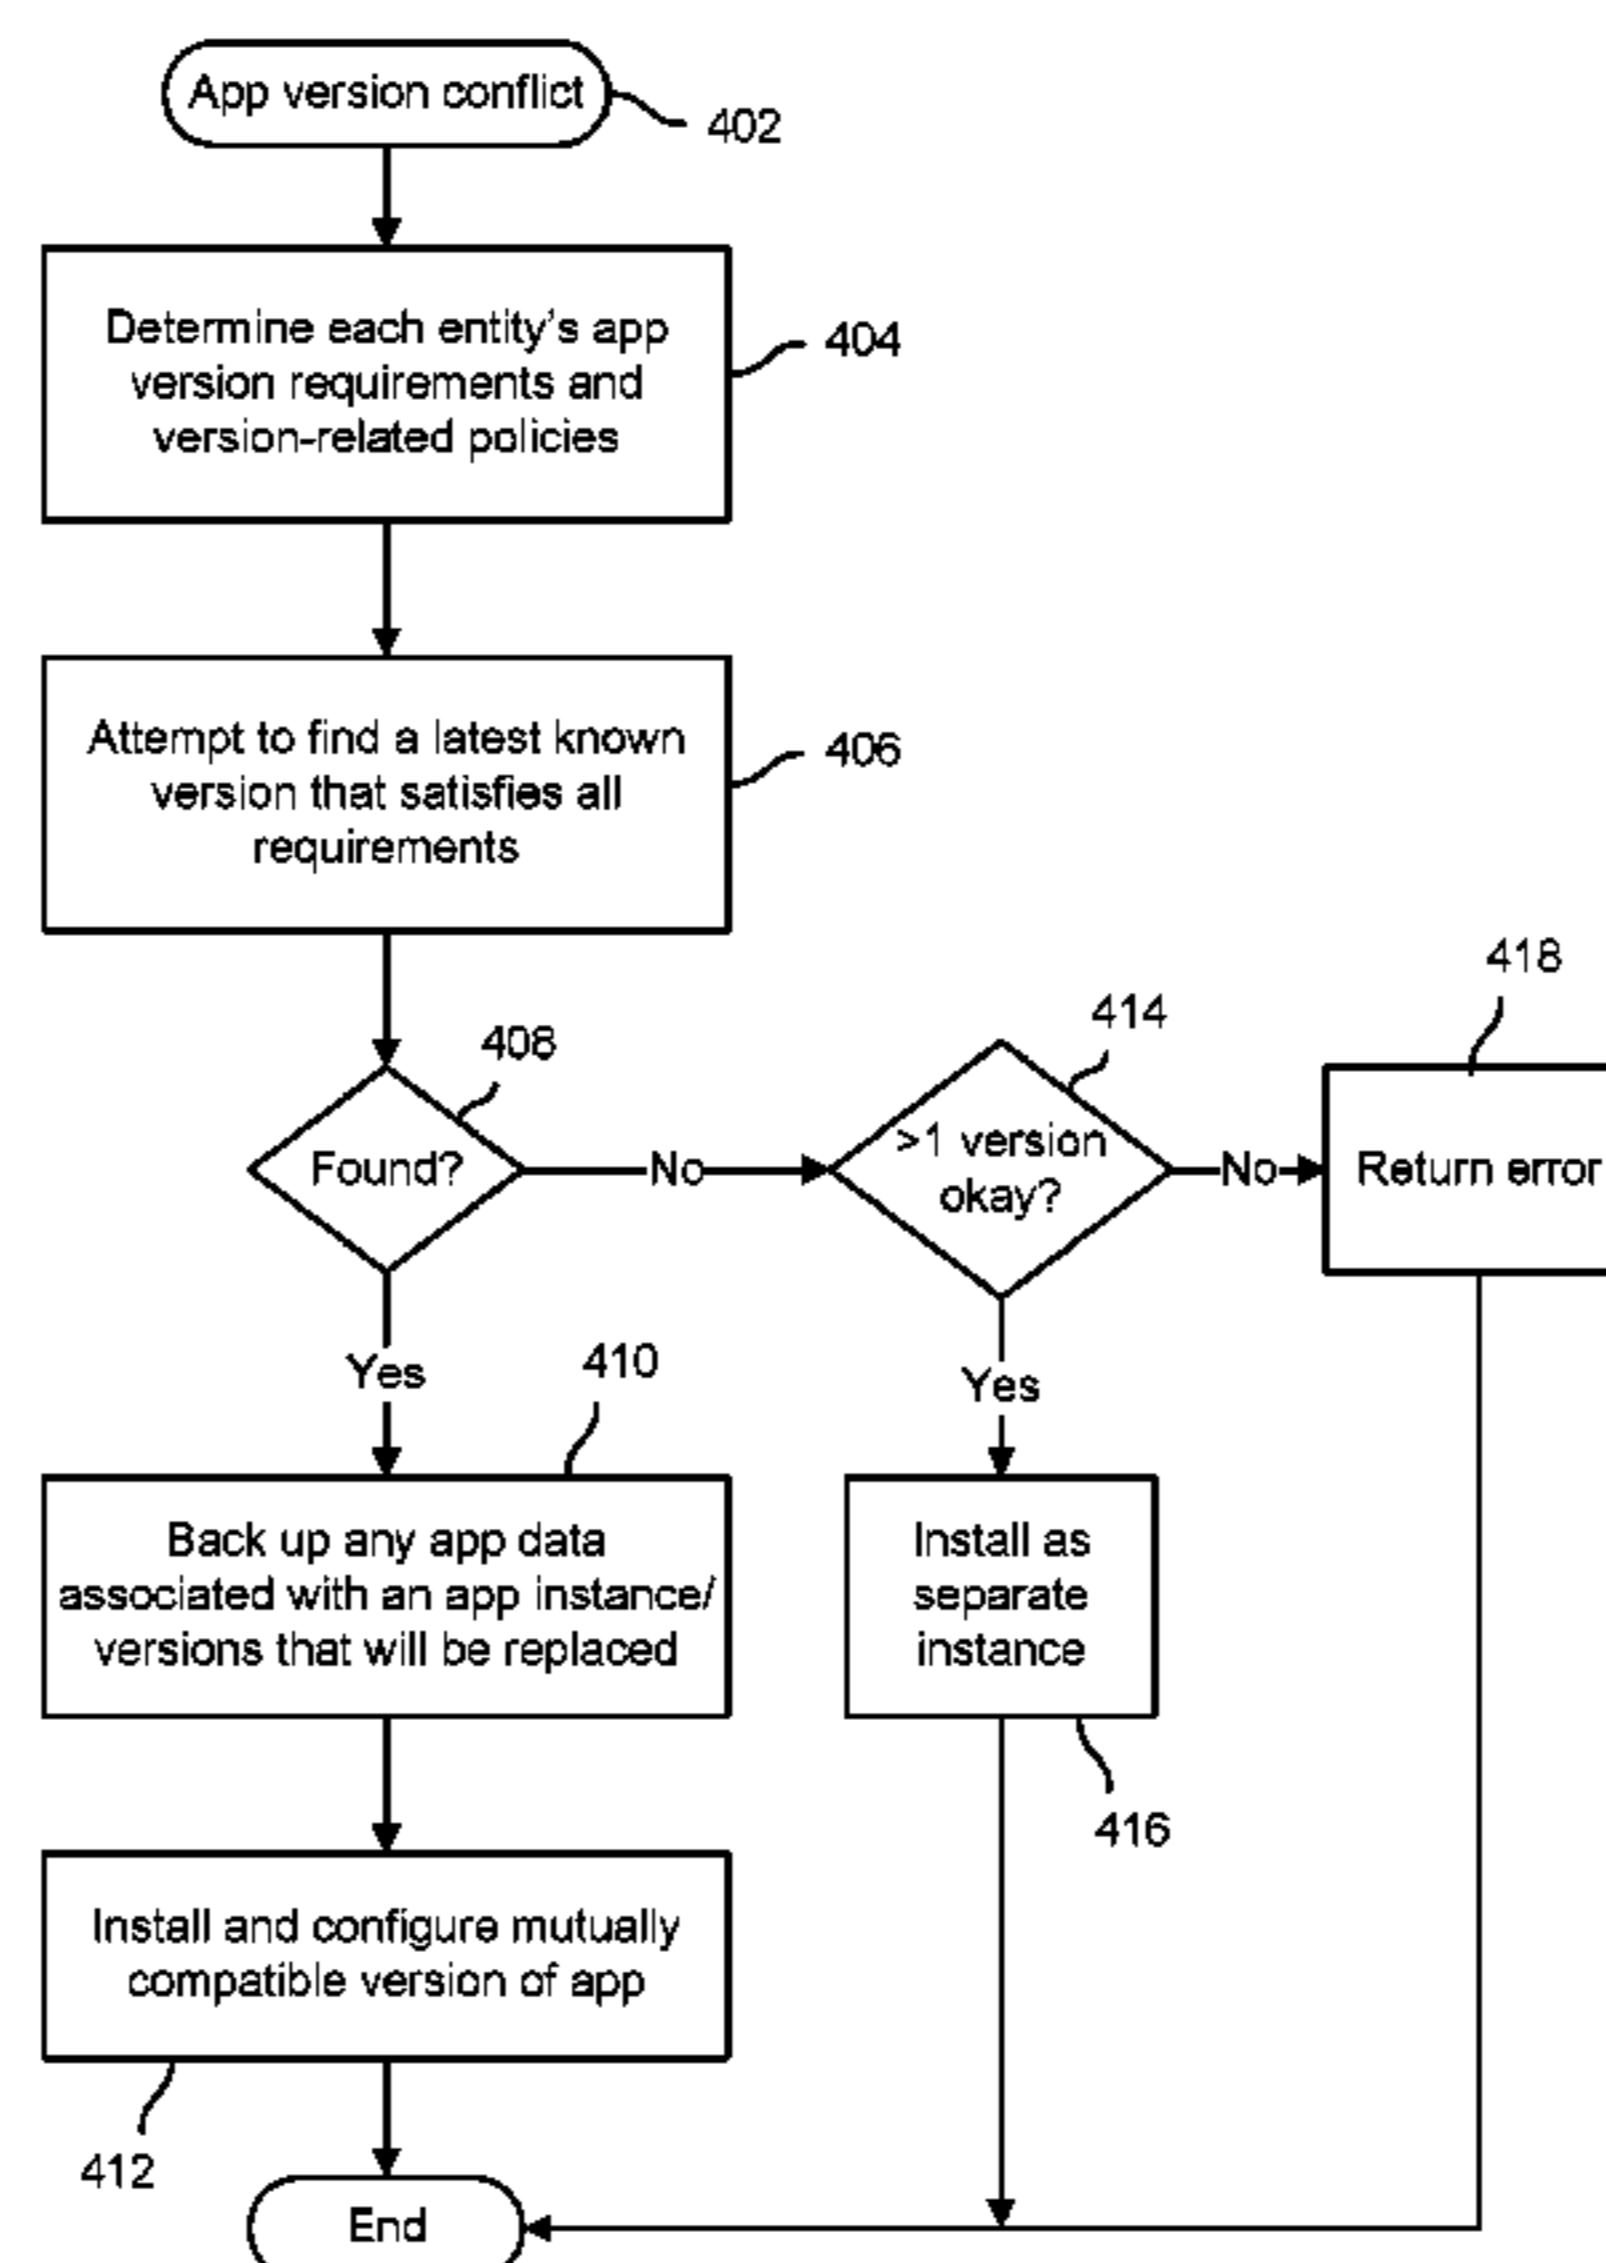 App version conflict
402
Determine each entity's app
version requirements and
version-related policies
404
Attempt to find a latest known
version that satisfies all
requirements
406
408
Found?
No
414
>1 version
okay?
No
418
Return error
Yes
410
Back up any app data
associated with an app instance/
versions that will be replaced
Yes
Install as
separate
instance
416
Install and configure mutually
compatible version of app
412
End